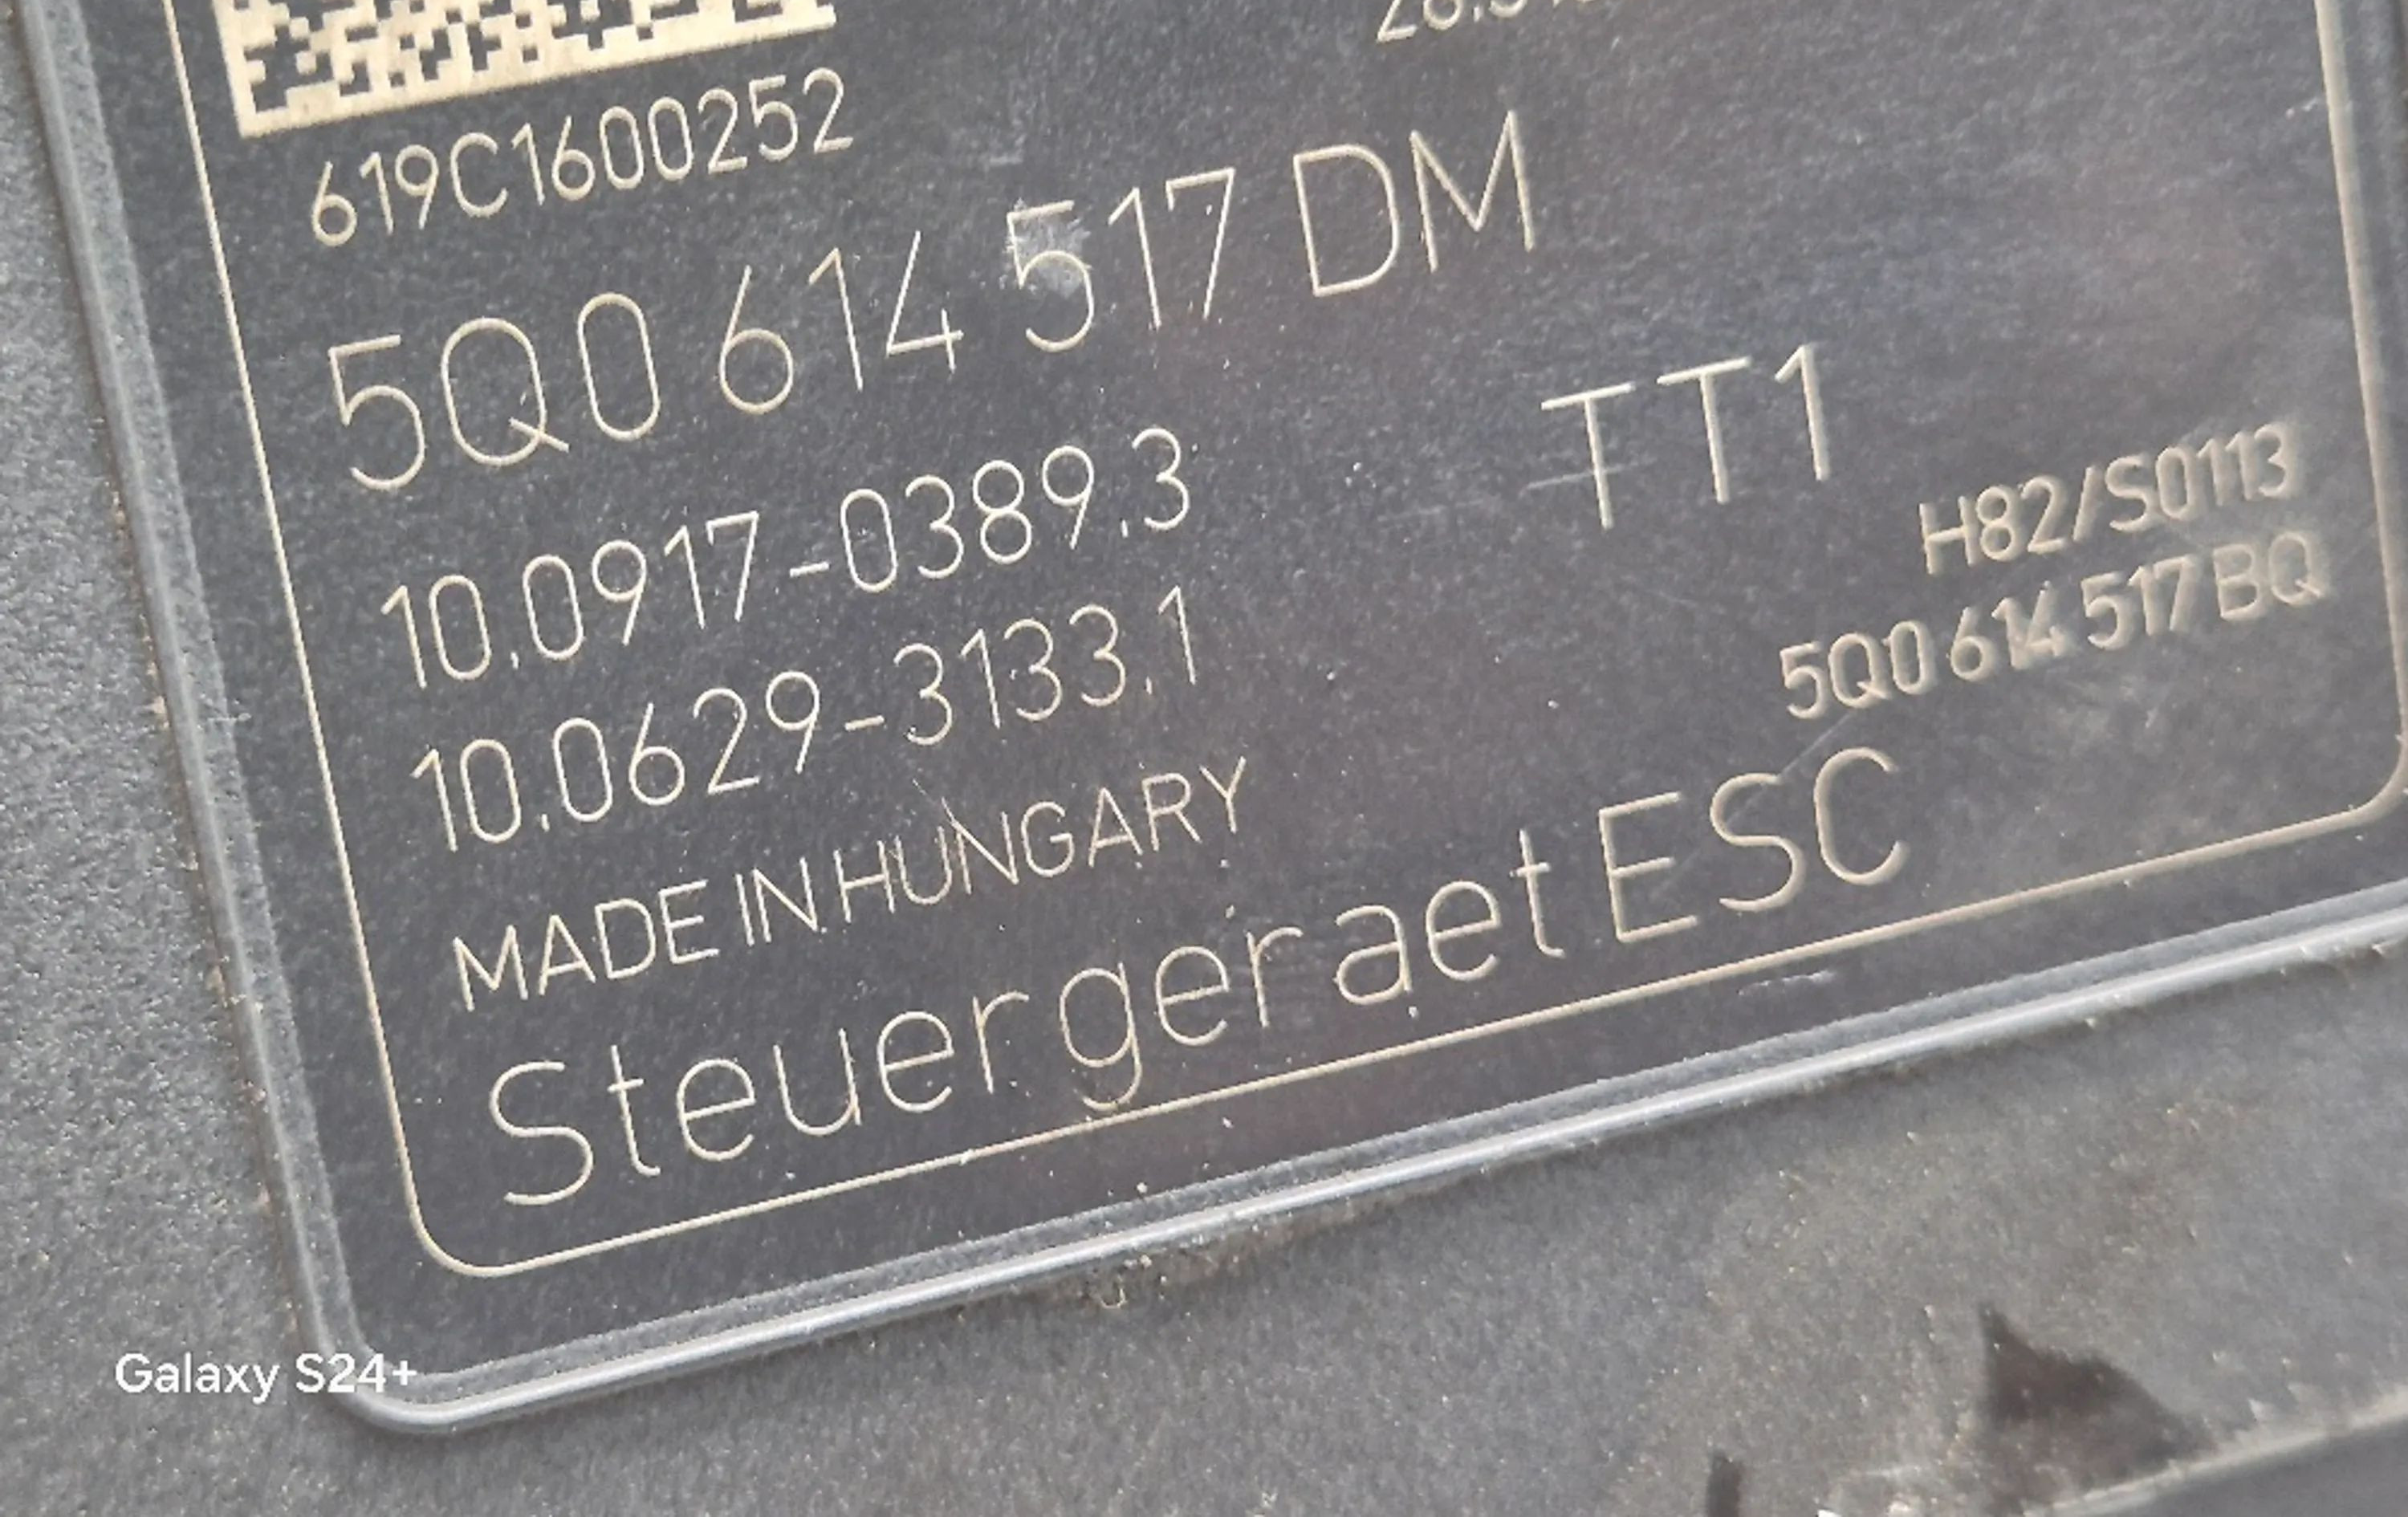 619C1600252
5Q0 614 517 DM
TT1
10.0917-0389.3
H82/S0113
10.0629-3133.1
5Q0 614 517 BQ
MADE IN HUNGARY
Steuergeraet ESC
Galaxy S24+